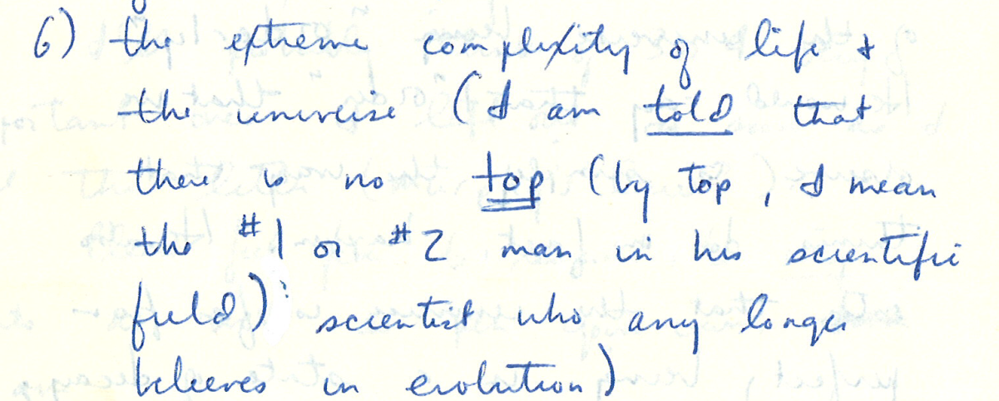 6) the extreme complexity of life &
the universe (I am told that
there is no top (by top, I mean
the #1 or #2 man in his scientific
field) scientist who any longer
believes in evolution)